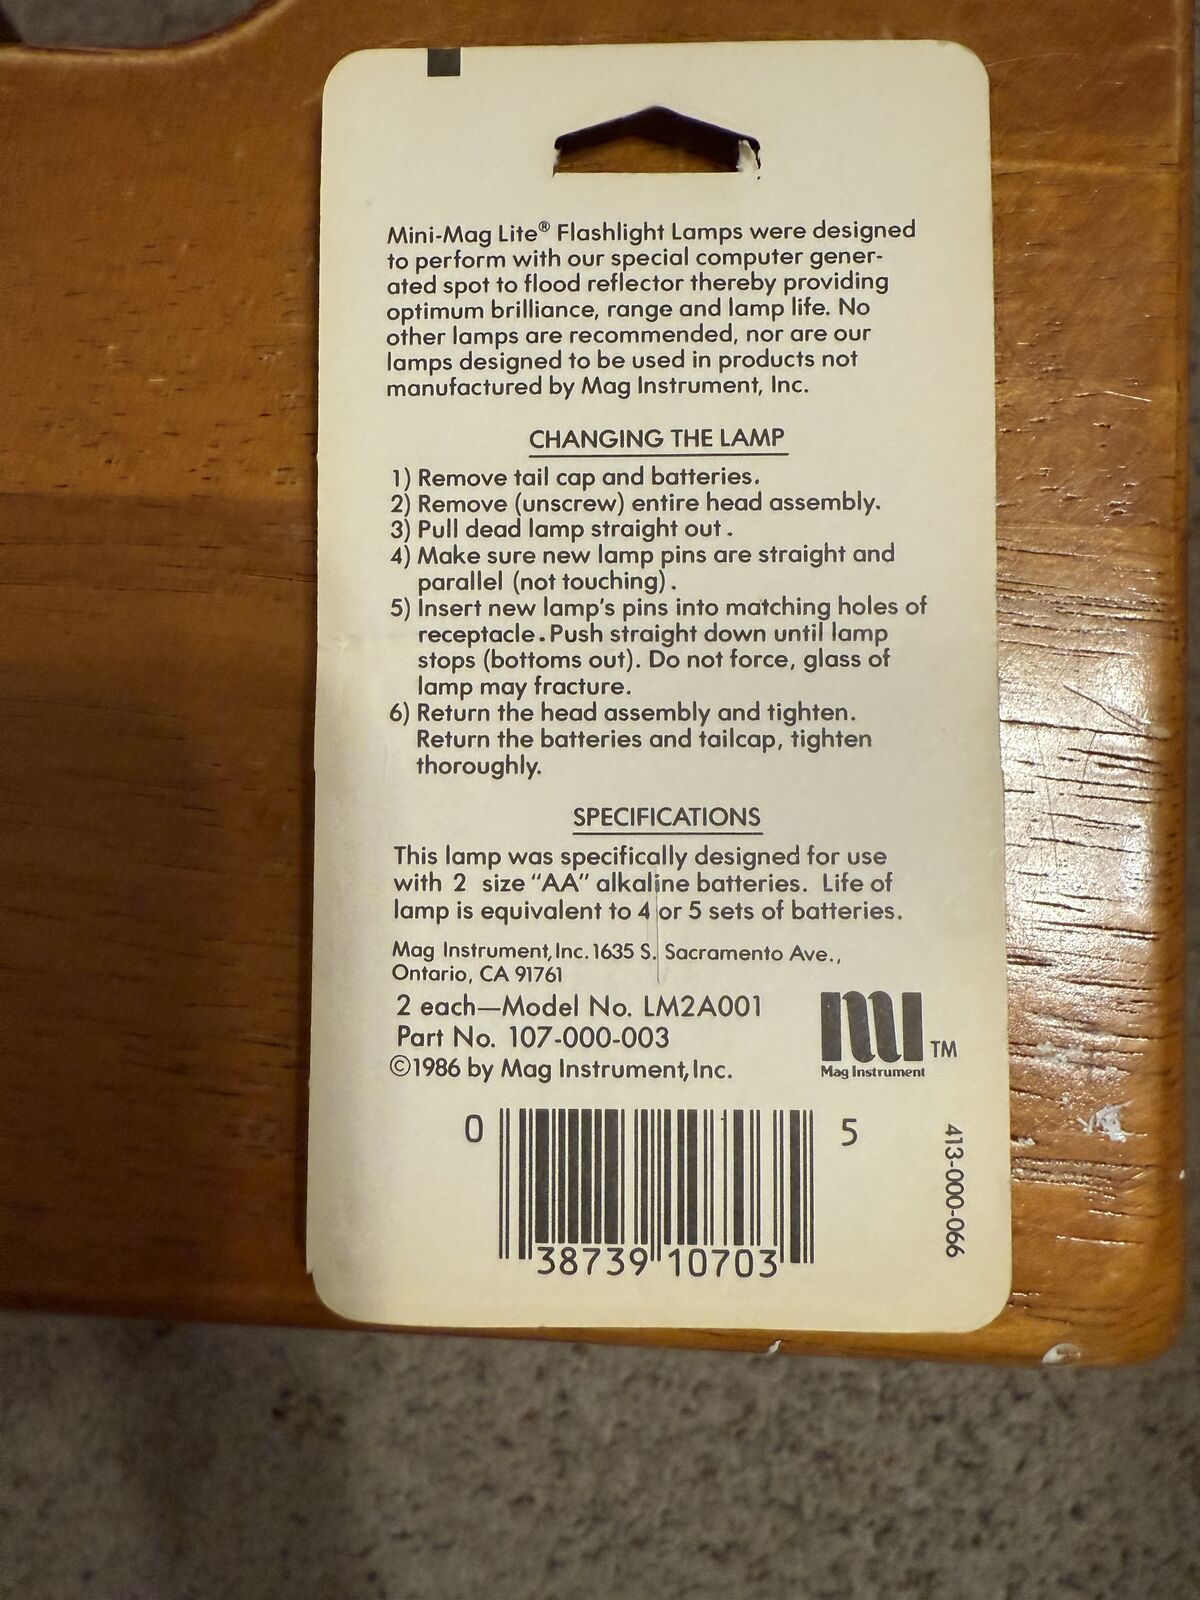 Mini-Mag Lite® Flashlight Lamps were designed
to perform with our special computer gener-
ated spot to flood reflector thereby providing
optimum brilliance, range and lamp life. No
other lamps are recommended, nor are our
lamps designed to be used in products not
manufactured by Mag Instrument, Inc.
CHANGING THE LAMP
1) Remove tail cap and batteries.
2) Remove (unscrew) entire head assembly.
3) Pull dead lamp straight out.
4) Make sure new lamp pins are straight and
parallel (not touching).
5) Insert new lamp's pins into matching holes of
receptacle. Push straight down until lamp
stops (bottoms out). Do not force, glass of
lamp may fracture.
6) Return the head assembly and tighten.
Return the batteries and tailcap, tighten
thoroughly.
SPECIFICATIONS
This lamp was specifically designed for use
with 2 size "AA" alkaline batteries. Life of
lamp is equivalent to 4 or 5 sets of batteries.
Mag Instrument, Inc. 1635 S. Sacramento Ave.,
Ontario, CA 91761
2 each—Model No. LM2A001
Part No. 107-000-003
©1986 by Mag Instrument, Inc.
MI TM
Mag Instrument
0 38739 10703 5
413-000-066